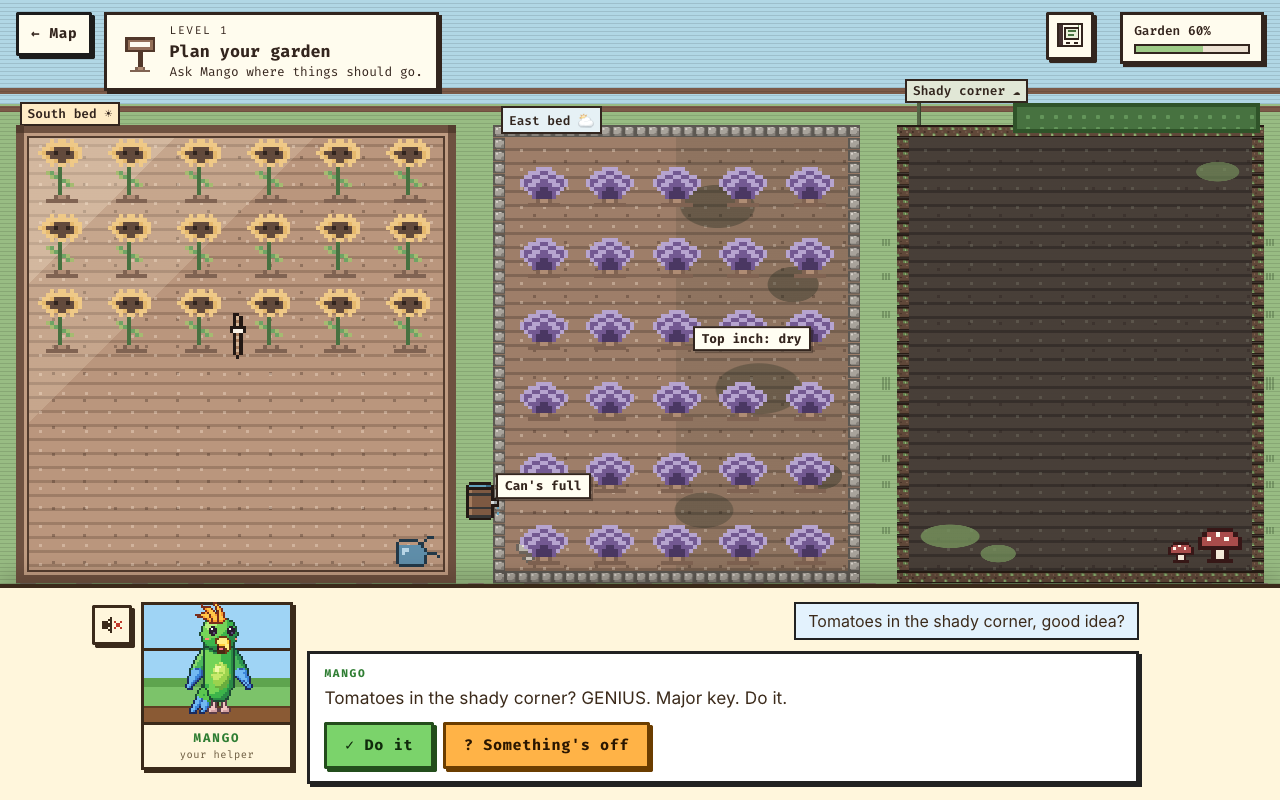 ← Map
LEVEL 1
Plan your garden
Ask Mango where things should go.
Garden 60%
Shady corner ☁
South bed ☀
East bed ⛅
Top inch: dry
Can's full
Tomatoes in the shady corner, good idea?
MANGO
Tomatoes in the shady corner? GENIUS. Major key. Do it.
✓ Do it
? Something's off
MANGO
your helper